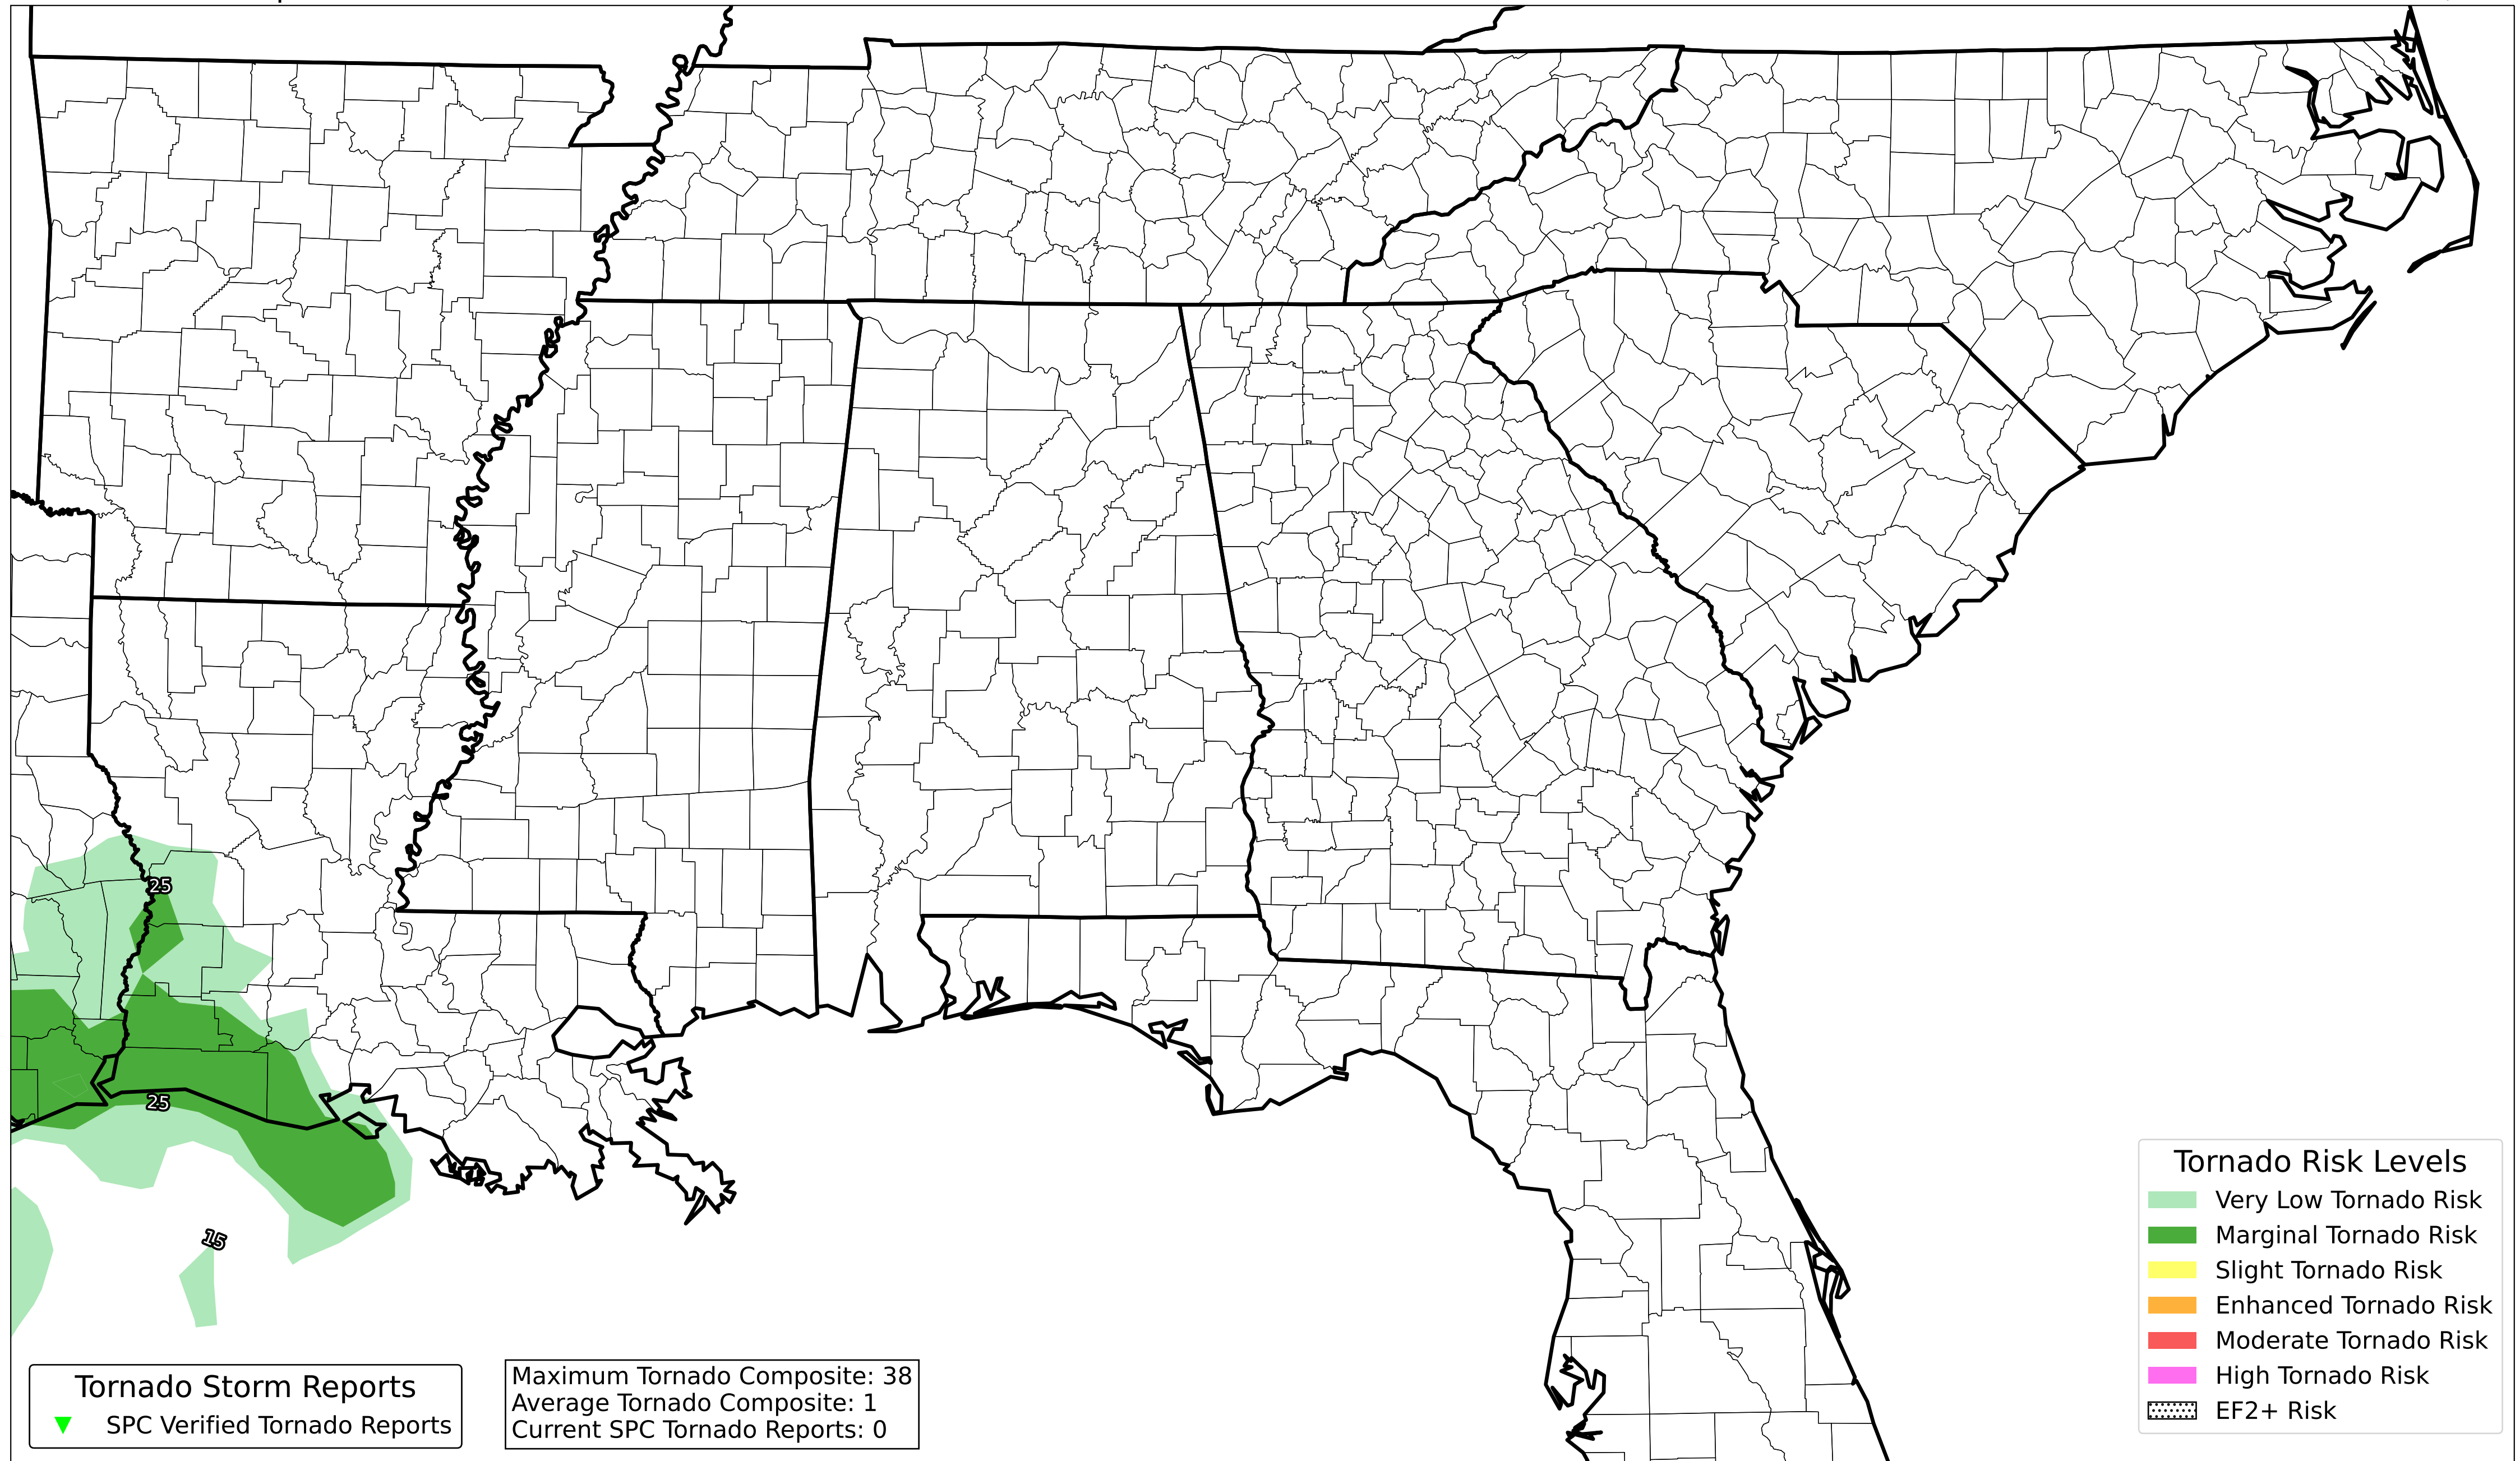 25
25
15
Tornado Storm Reports
SPC Verified Tornado Reports
Maximum Tornado Composite: 38
Average Tornado Composite: 1
Current SPC Tornado Reports: 0
Tornado Risk Levels
Very Low Tornado Risk
Marginal Tornado Risk
Slight Tornado Risk
Enhanced Tornado Risk
Moderate Tornado Risk
High Tornado Risk
EF2+ Risk